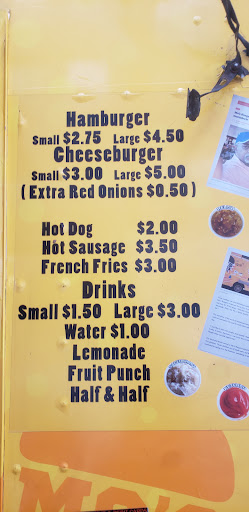 Hamburger
Small $2.75 Large $4.50
Cheeseburger
Small $3.00 Large $5.00
(Extra Red Onions $0.50)
Hot Dog $2.00
Hot Sausage $3.50
French Fries $3.00
Drinks
Small $1.50 Large $3.00
Water $1.00
Lemonade
Fruit Punch
Half & Half
MO'S